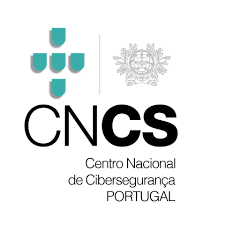 CNCS
Centro Nacional
de Cibersegurança
PORTUGAL